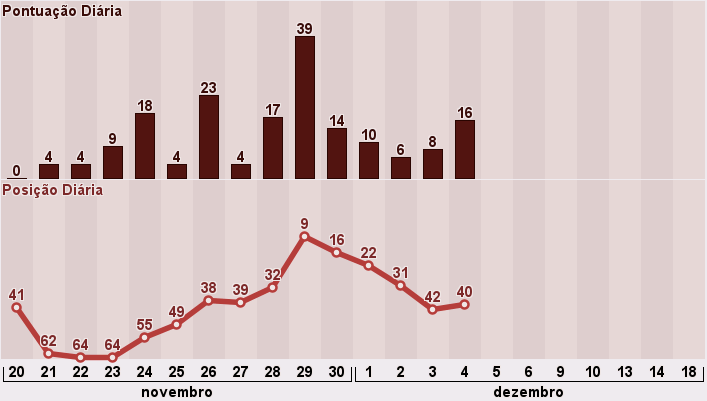 Pontuação Diária
0 4 4 9 18 4 23 4 17 39 14 10 6 8 16
Posição Diária
41 62 64 64 55 49 38 39 32 9 16 22 31 42 40
20 21 22 23 24 25 26 27 28 29 30 1 2 3 4 5 6 9 10 13 14 18
novembro dezembro